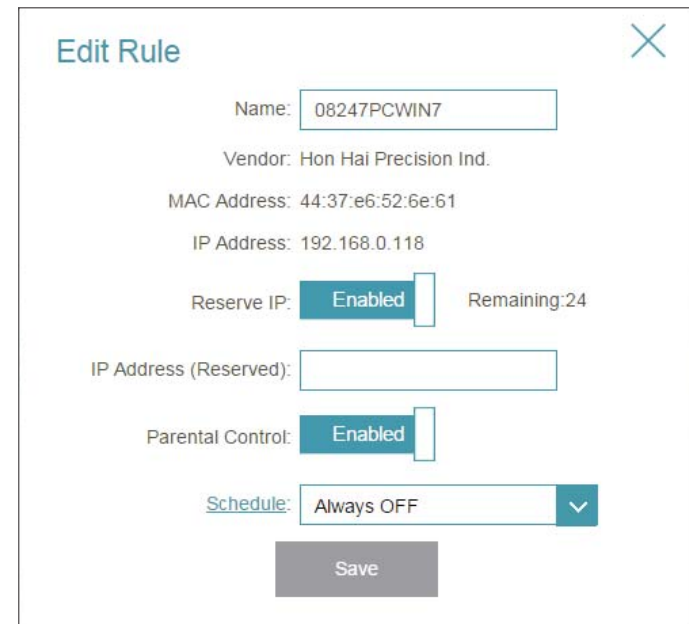 Edit Rule
Name: 08247PCWIN7
Vendor: Hon Hai Precision Ind.
MAC Address: 44:37:e6:52:6e:61
IP Address: 192.168.0.118
Reserve IP: Enabled Remaining:24
IP Address (Reserved):
Parental Control: Enabled
Schedule: Always OFF
Save